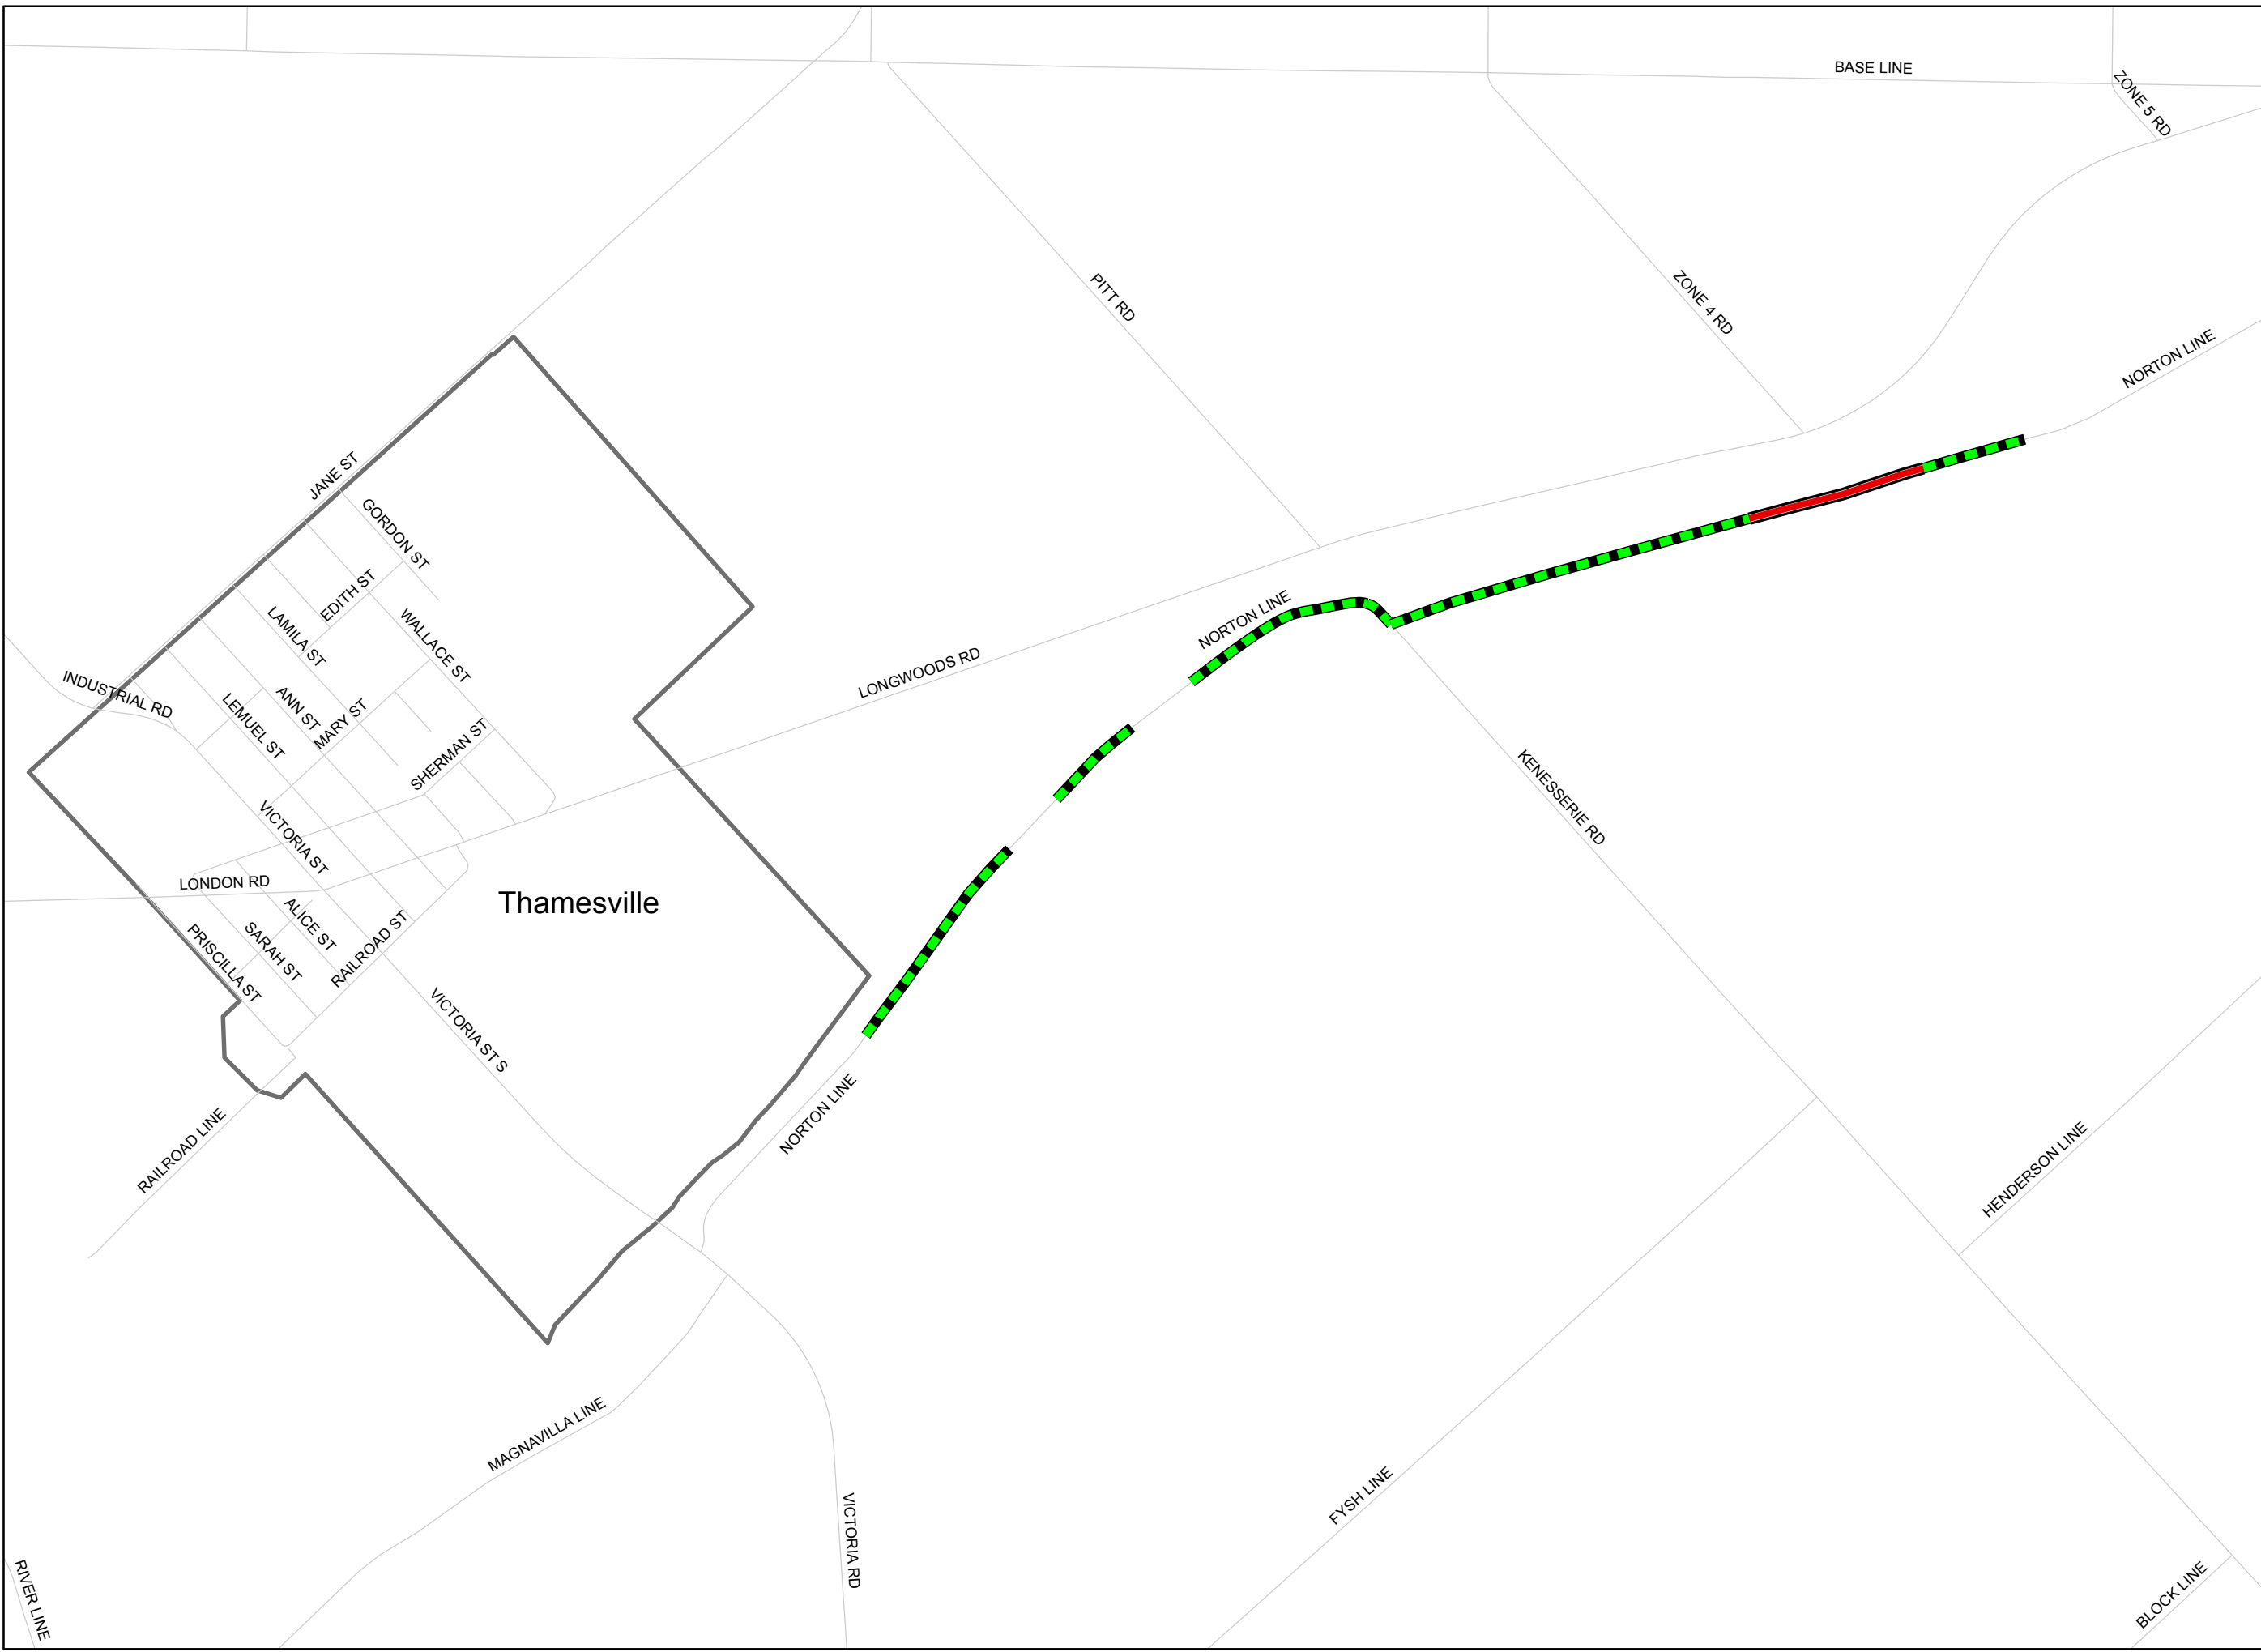 BASE LINE
ZONE 5 RD
PITT RD
ZONE 4 RD
NORTON LINE
JANE ST
GORDON ST
EDITH ST
LAMILA ST
WALLACE ST
NORTON LINE
LONGWOODS RD
INDUSTRIAL RD
LEMUEL ST
ANN ST
MARY ST
SHERMAN ST
KENESSERIE RD
VICTORIA ST
LONDON RD
Thamesville
ALICE ST
SARAH ST
PRISCILLA ST
RAILROAD ST
VICTORIA ST S
NORTON LINE
RAILROAD LINE
HENDERSON LINE
MAGNAVILLA LINE
VICTORIA RD
FYSH LINE
RIVER LINE
BLOCK LINE